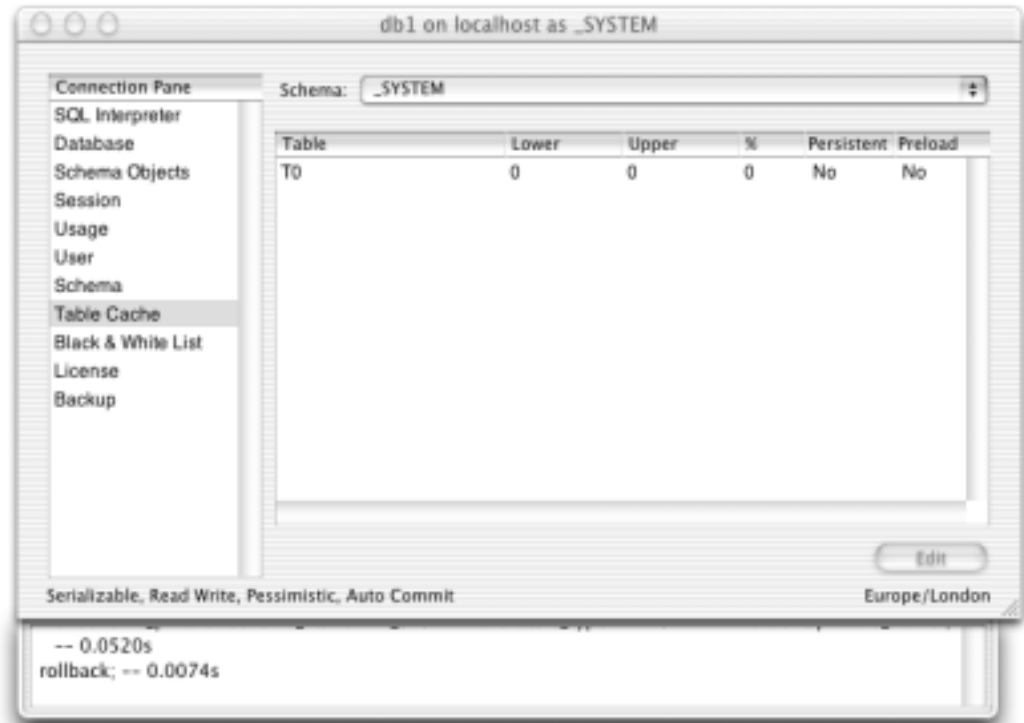 db1 on localhost as _SYSTEM
Connection Pane
SQL Interpreter
Database
Schema Objects
Session
Usage
User
Schema
Table Cache
Black & White List
License
Backup
Schema: _SYSTEM
Table Lower Upper % Persistent Preload
T0 0 0 0 No No
Edit
Serializable, Read Write, Pessimistic, Auto Commit Europe/London
-- 0.0520s
rollback; -- 0.0074s